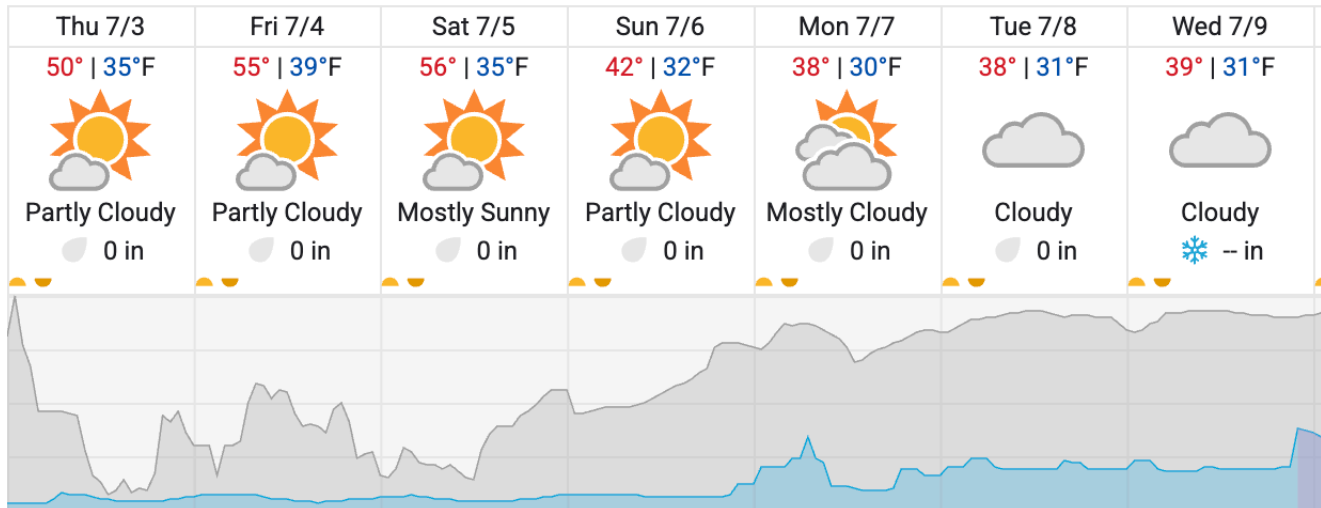 Thu 7/3 Fri 7/4 Sat 7/5 Sun 7/6 Mon 7/7 Tue 7/8 Wed 7/9
50° | 35°F 55° | 39°F 56° | 35°F 42° | 32°F 38° | 30°F 38° | 31°F 39° | 31°F
Partly Cloudy Partly Cloudy Mostly Sunny Partly Cloudy Mostly Cloudy Cloudy Cloudy
0 in 0 in 0 in 0 in 0 in 0 in -- in